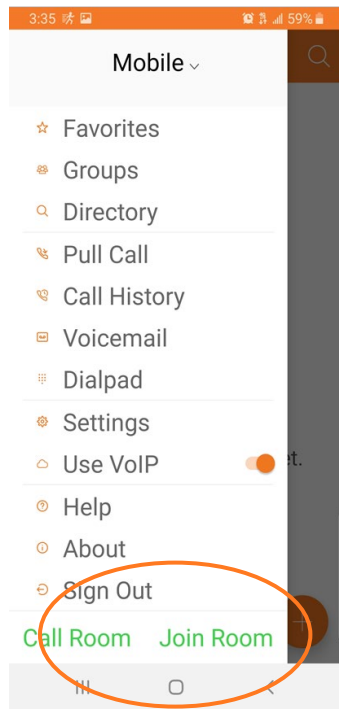 3:35 59%
Mobile
Favorites
Groups
Directory
Pull Call
Call History
Voicemail
Dialpad
Settings
Use VoIP
et.
Help
About
Sign Out
Call Room Join Room